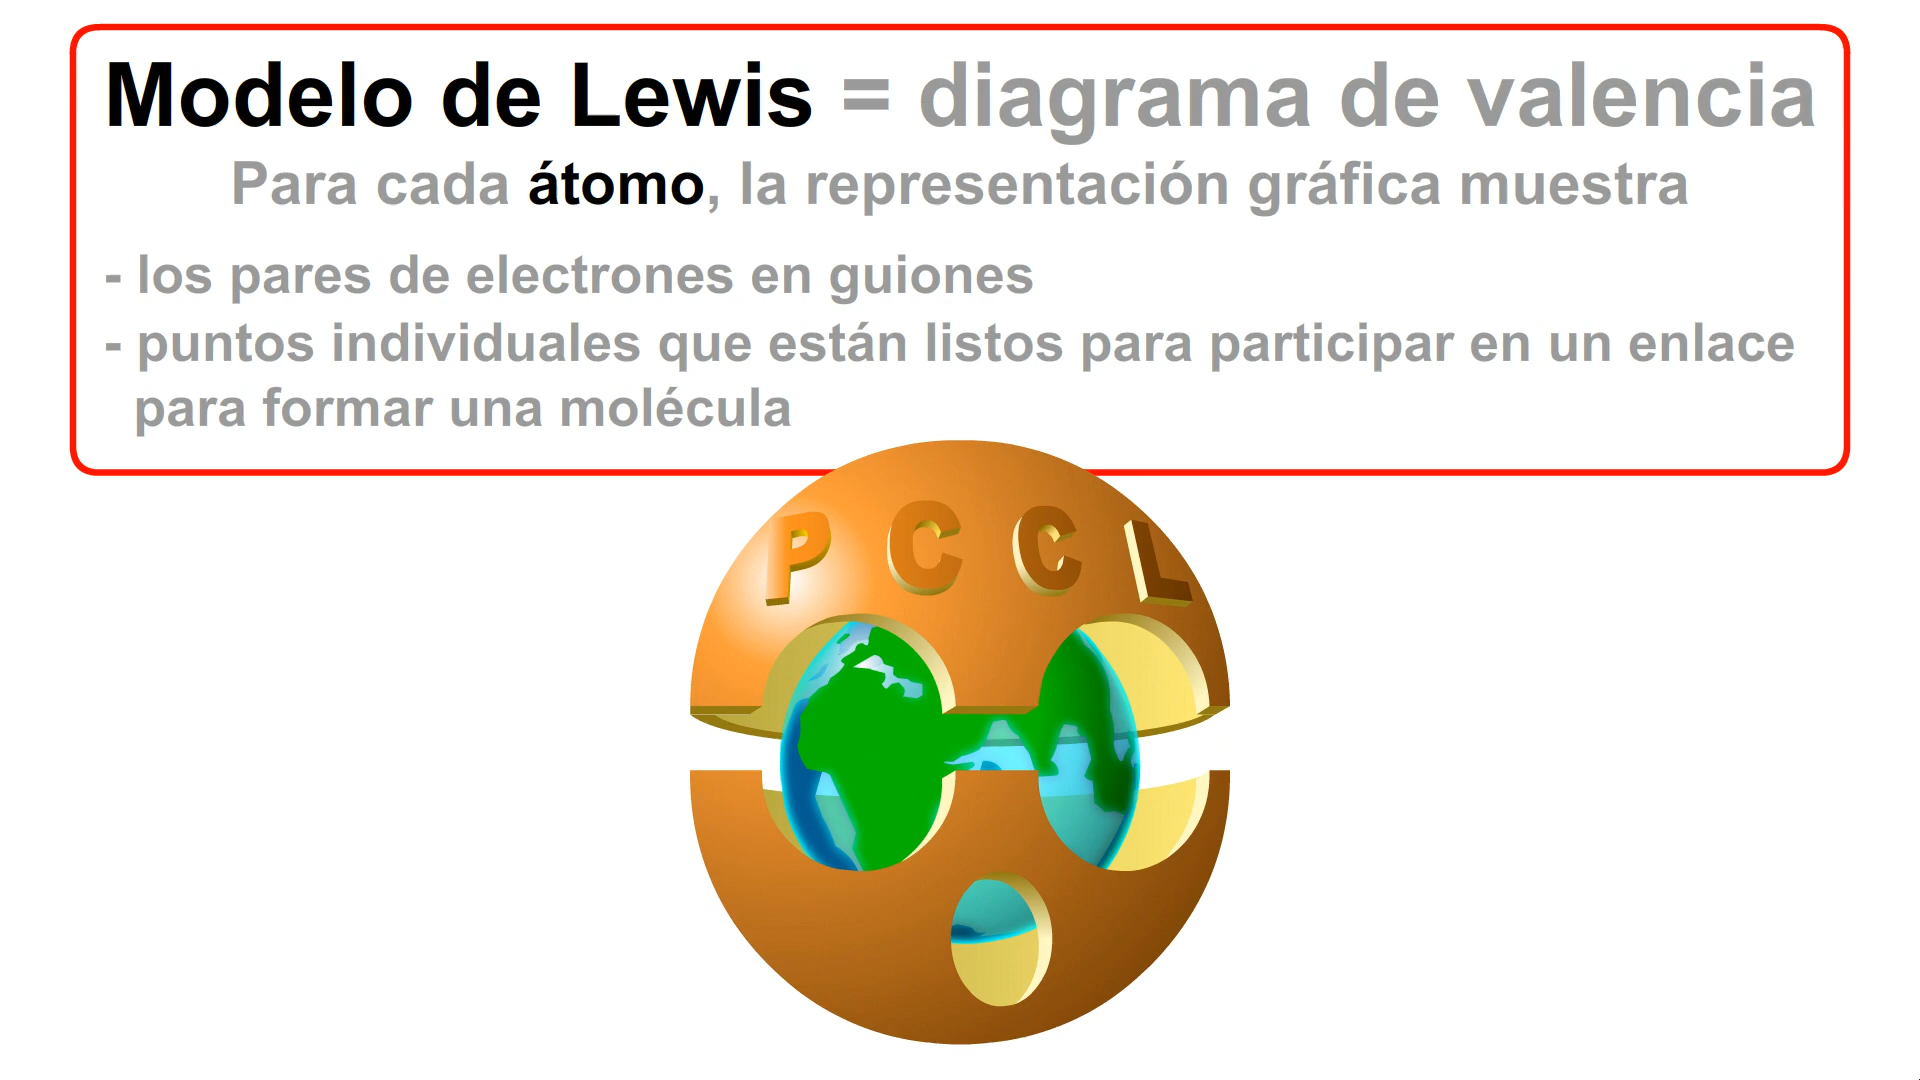 Modelo de Lewis = diagrama de valencia
Para cada átomo, la representación gráfica muestra
- los pares de electrones en guiones
- puntos individuales que están listos para participar en un enlace
para formar una molécula
P C C L